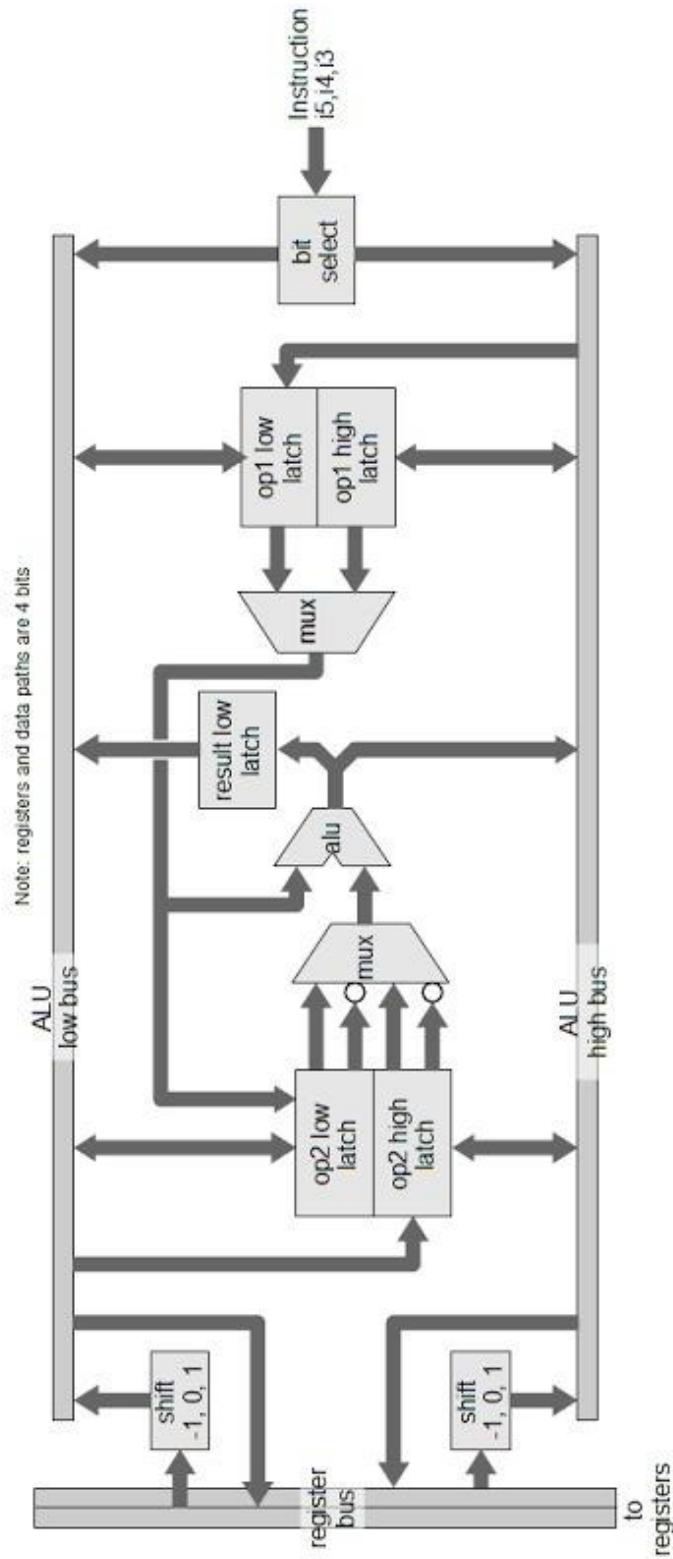 Note: registers and data paths are 4 bits
ALU
low bus
shift
-1, 0, 1
register
bus
to
registers
shift
-1, 0, 1
op2 low
latch
op2 high
latch
mux
alu
result low
latch
mux
op1 low
latch
op1 high
latch
bit
select
Instruction
i5,i4,i3
ALU
high bus